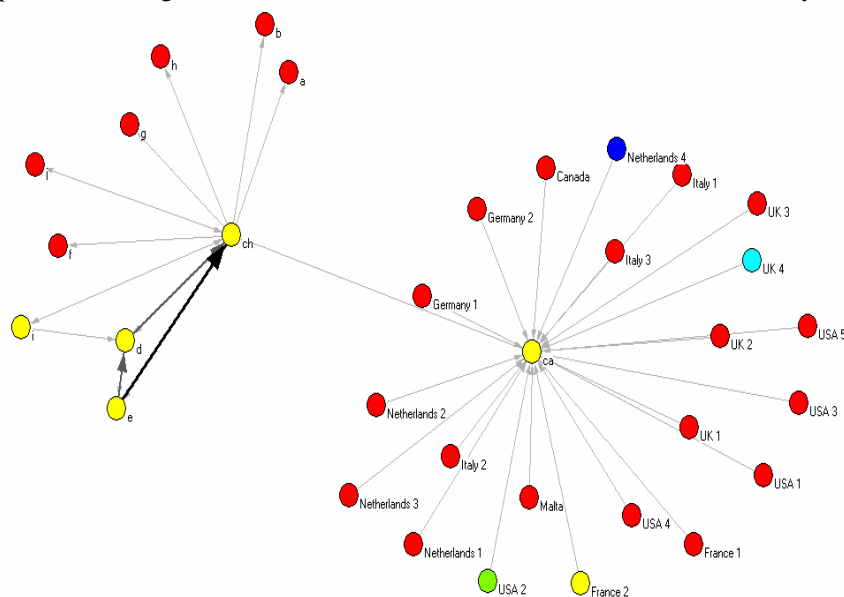 b
h
a
g
Netherlands 4
Canada
Italy 1
Germany 2
UK 3
ch
f
Italy 3
UK 4
Germany 1
i
USA 5
UK 2
d
ca
USA 3
Netherlands 2
e
UK 1
Italy 2
USA 1
Netherlands 3
Malta
USA 4
Netherlands 1
France 1
USA 2
France 2